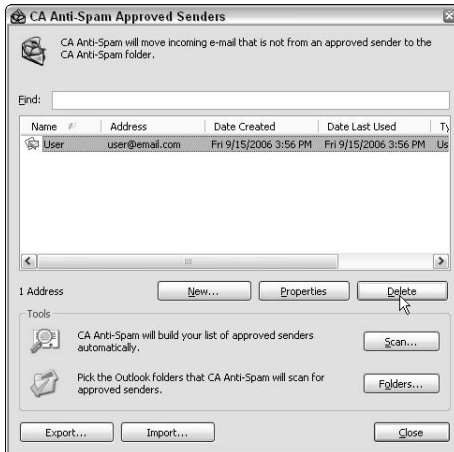 CA Anti-Spam Approved Senders
CA Anti-Spam will move incoming e-mail that is not from an approved sender to the
CA Anti-Spam folder.
Find:
Name Address Date Created Date Last Used Ty
User user@email.com Fri 9/15/2006 3:56 PM Fri 9/15/2006 3:56 PM Us
1 Address New... Properties Delete
Tools
CA Anti-Spam will build your list of approved senders
automatically.
Scan...
Pick the Outlook folders that CA Anti-Spam will scan for
approved senders.
Folders...
Export... Import... Close